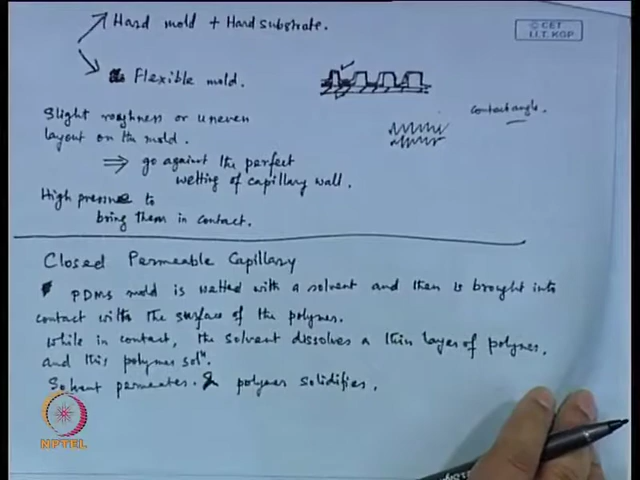 Hard mold + Hard substrate.
© CET
I.I.T. KGP
Flexible mold.
Slight roughness or uneven
layout on the mold.
contact angle.
⇒ go against the perfect
wetting of capillary wall.
High pressure to
bring them in contact.
Closed Permeable Capillary
PDMS mold is wetted with a solvent and then is brought into
contact with the surface of the polymer.
While in contact, the solvent dissolves a thin layer of polymer,
and this polymer solⁿ.
Solvent permeates. & polymer solidifies.
NPTEL